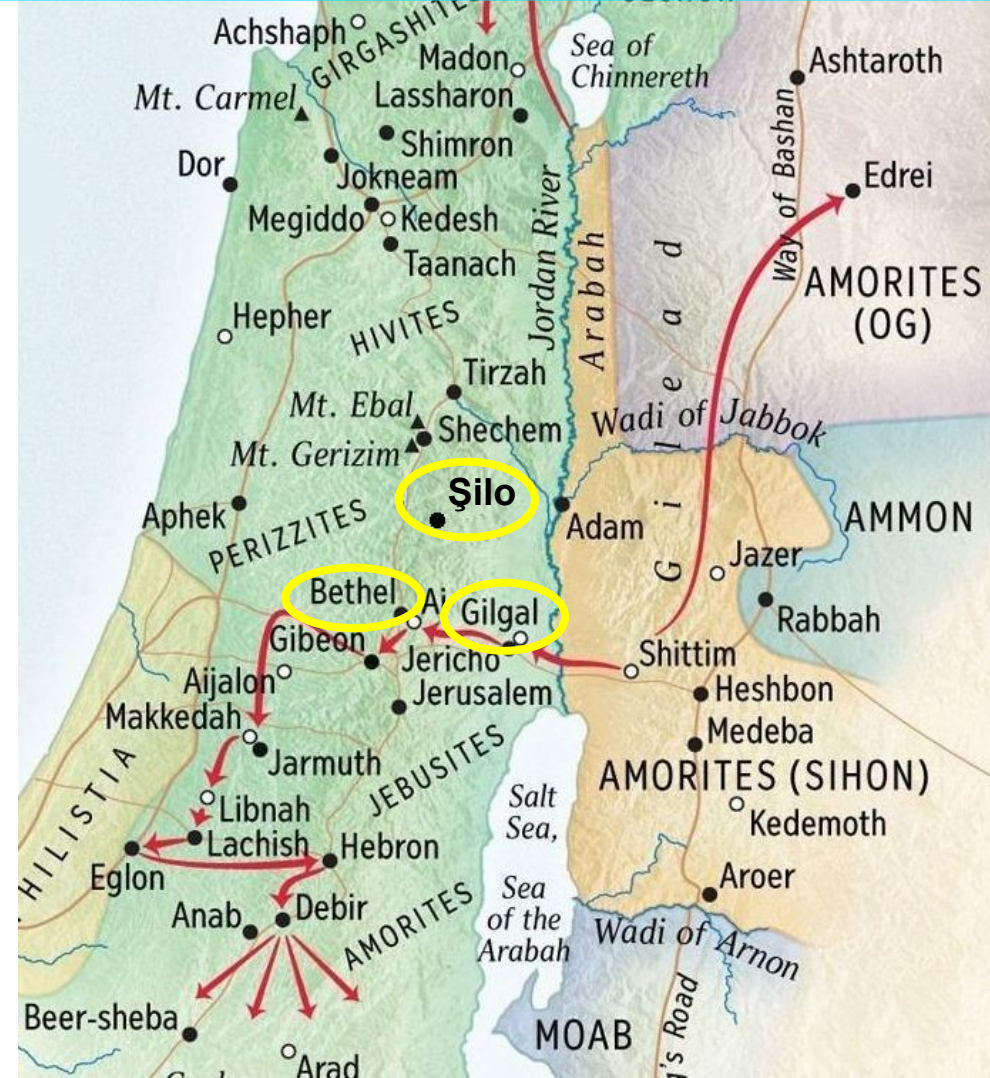 Achshaph
GIRGASHITE
Madon
Sea of
Chinnereth
Ashtaroth
Mt. Carmel
Lassharon
Shimron
Dor
Jokneam
Way of Bashan
Edrei
Megiddo
Kedesh
Taanach
Jordan River
Arabah
Gilead
AMORITES
(OG)
Hepher
HIVITES
Tirzah
Mt. Ebal
Shechem
Mt. Gerizim
Wadi of Jabbok
Şilo
Aphek
PERIZZITES
Adam
AMMON
Jazer
Bethel
Ai
Gilgal
Rabbah
Gibeon
Jericho
Shittim
Aijalon
Jerusalem
Heshbon
Makkedah
Medeba
Jarmuth
JEBUSITES
AMORITES (SIHON)
HILISTIA
Libnah
Salt
Sea,
Kedemoth
Lachish
Hebron
Eglon
Sea
of the
Arabah
Aroer
Anab
Debir
AMORITES
Wadi of Arnon
Beer-sheba
MOAB
g's Road
Arad